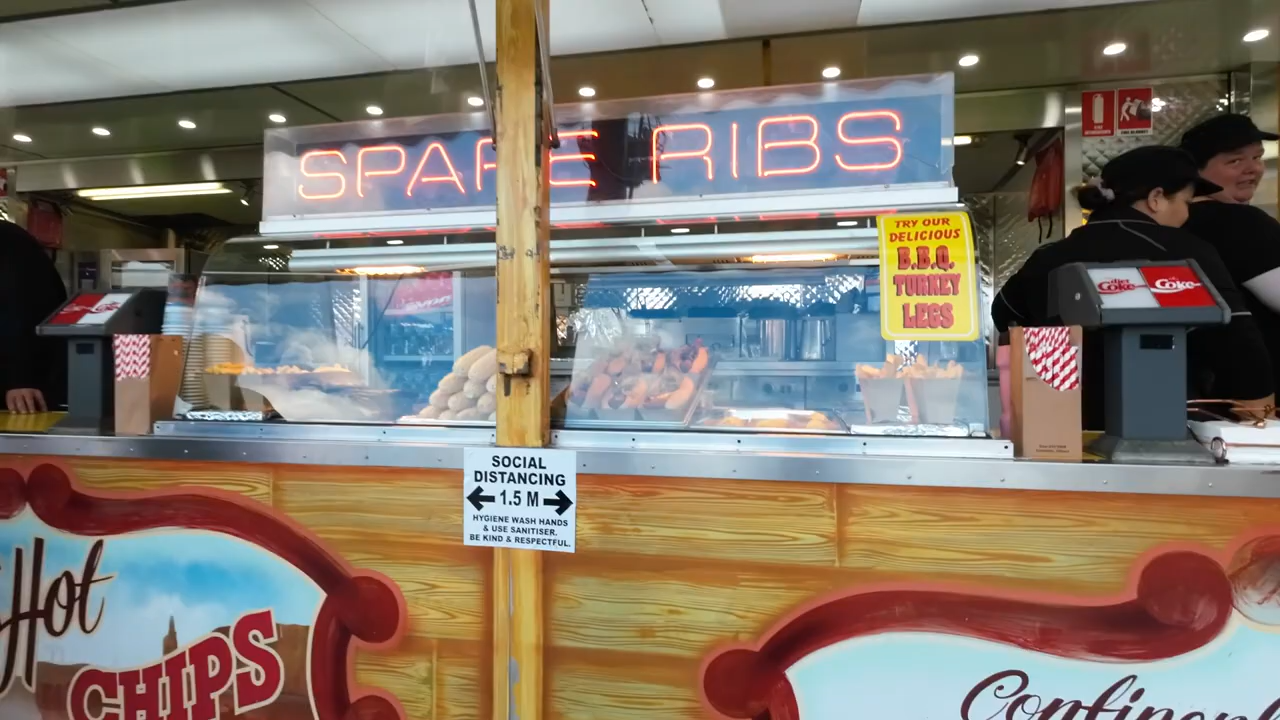 SPARE RIBS
TRY OUR
DELICIOUS
B.B.Q.
TURKEY
LEGS
diet
Coke
Coke
SOCIAL
DISTANCING
1.5 M
HYGIENE WASH HANDS
& USE SANITISER.
BE KIND & RESPECTFUL.
Hot
CHIPS